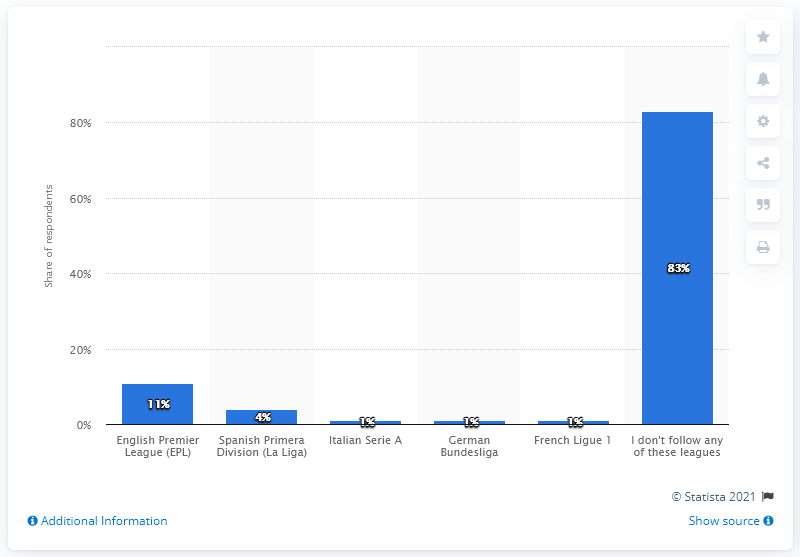 80%
60%
40%
20%
0%
Share of respondents
11%
4%
1%
1%
1%
83%
English Premier
League (EPL)
Spanish Primera
Division (La Liga)
Italian Serie A
German
Bundesliga
French Ligue 1
I don't follow any
of these leagues
© Statista 2021
Additional Information
Show source